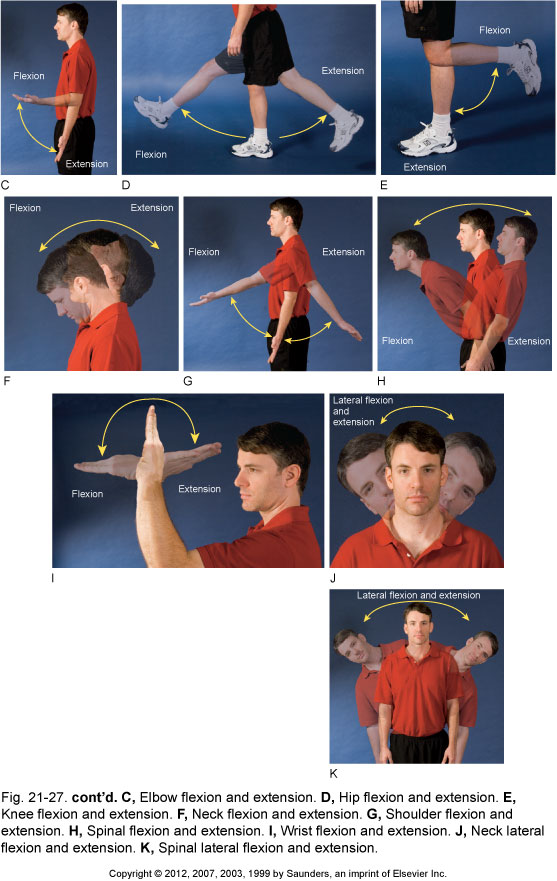 Flexion
Extension
C
Flexion
Extension
D
Flexion
Extension
E
Flexion
Extension
F
Flexion
Extension
G
Flexion
Extension
H
Flexion
Extension
I
Lateral flexion
and
extension
J
Lateral flexion and extension
K
Fig. 21-27. cont'd. C, Elbow flexion and extension. D, Hip flexion and extension. E,
Knee flexion and extension. F, Neck flexion and extension. G, Shoulder flexion and
extension. H, Spinal flexion and extension. I, Wrist flexion and extension. J, Neck lateral
flexion and extension. K, Spinal lateral flexion and extension.
Copyright © 2012, 2007, 2003, 1999 by Saunders, an imprint of Elsevier Inc.